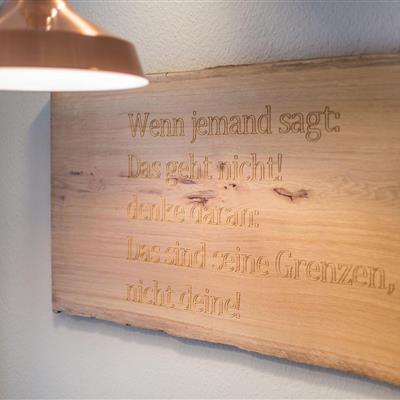 Wenn jemand sagt:
Das geht nicht!
denke daran:
Das sind seine Grenzen,
nicht deine!